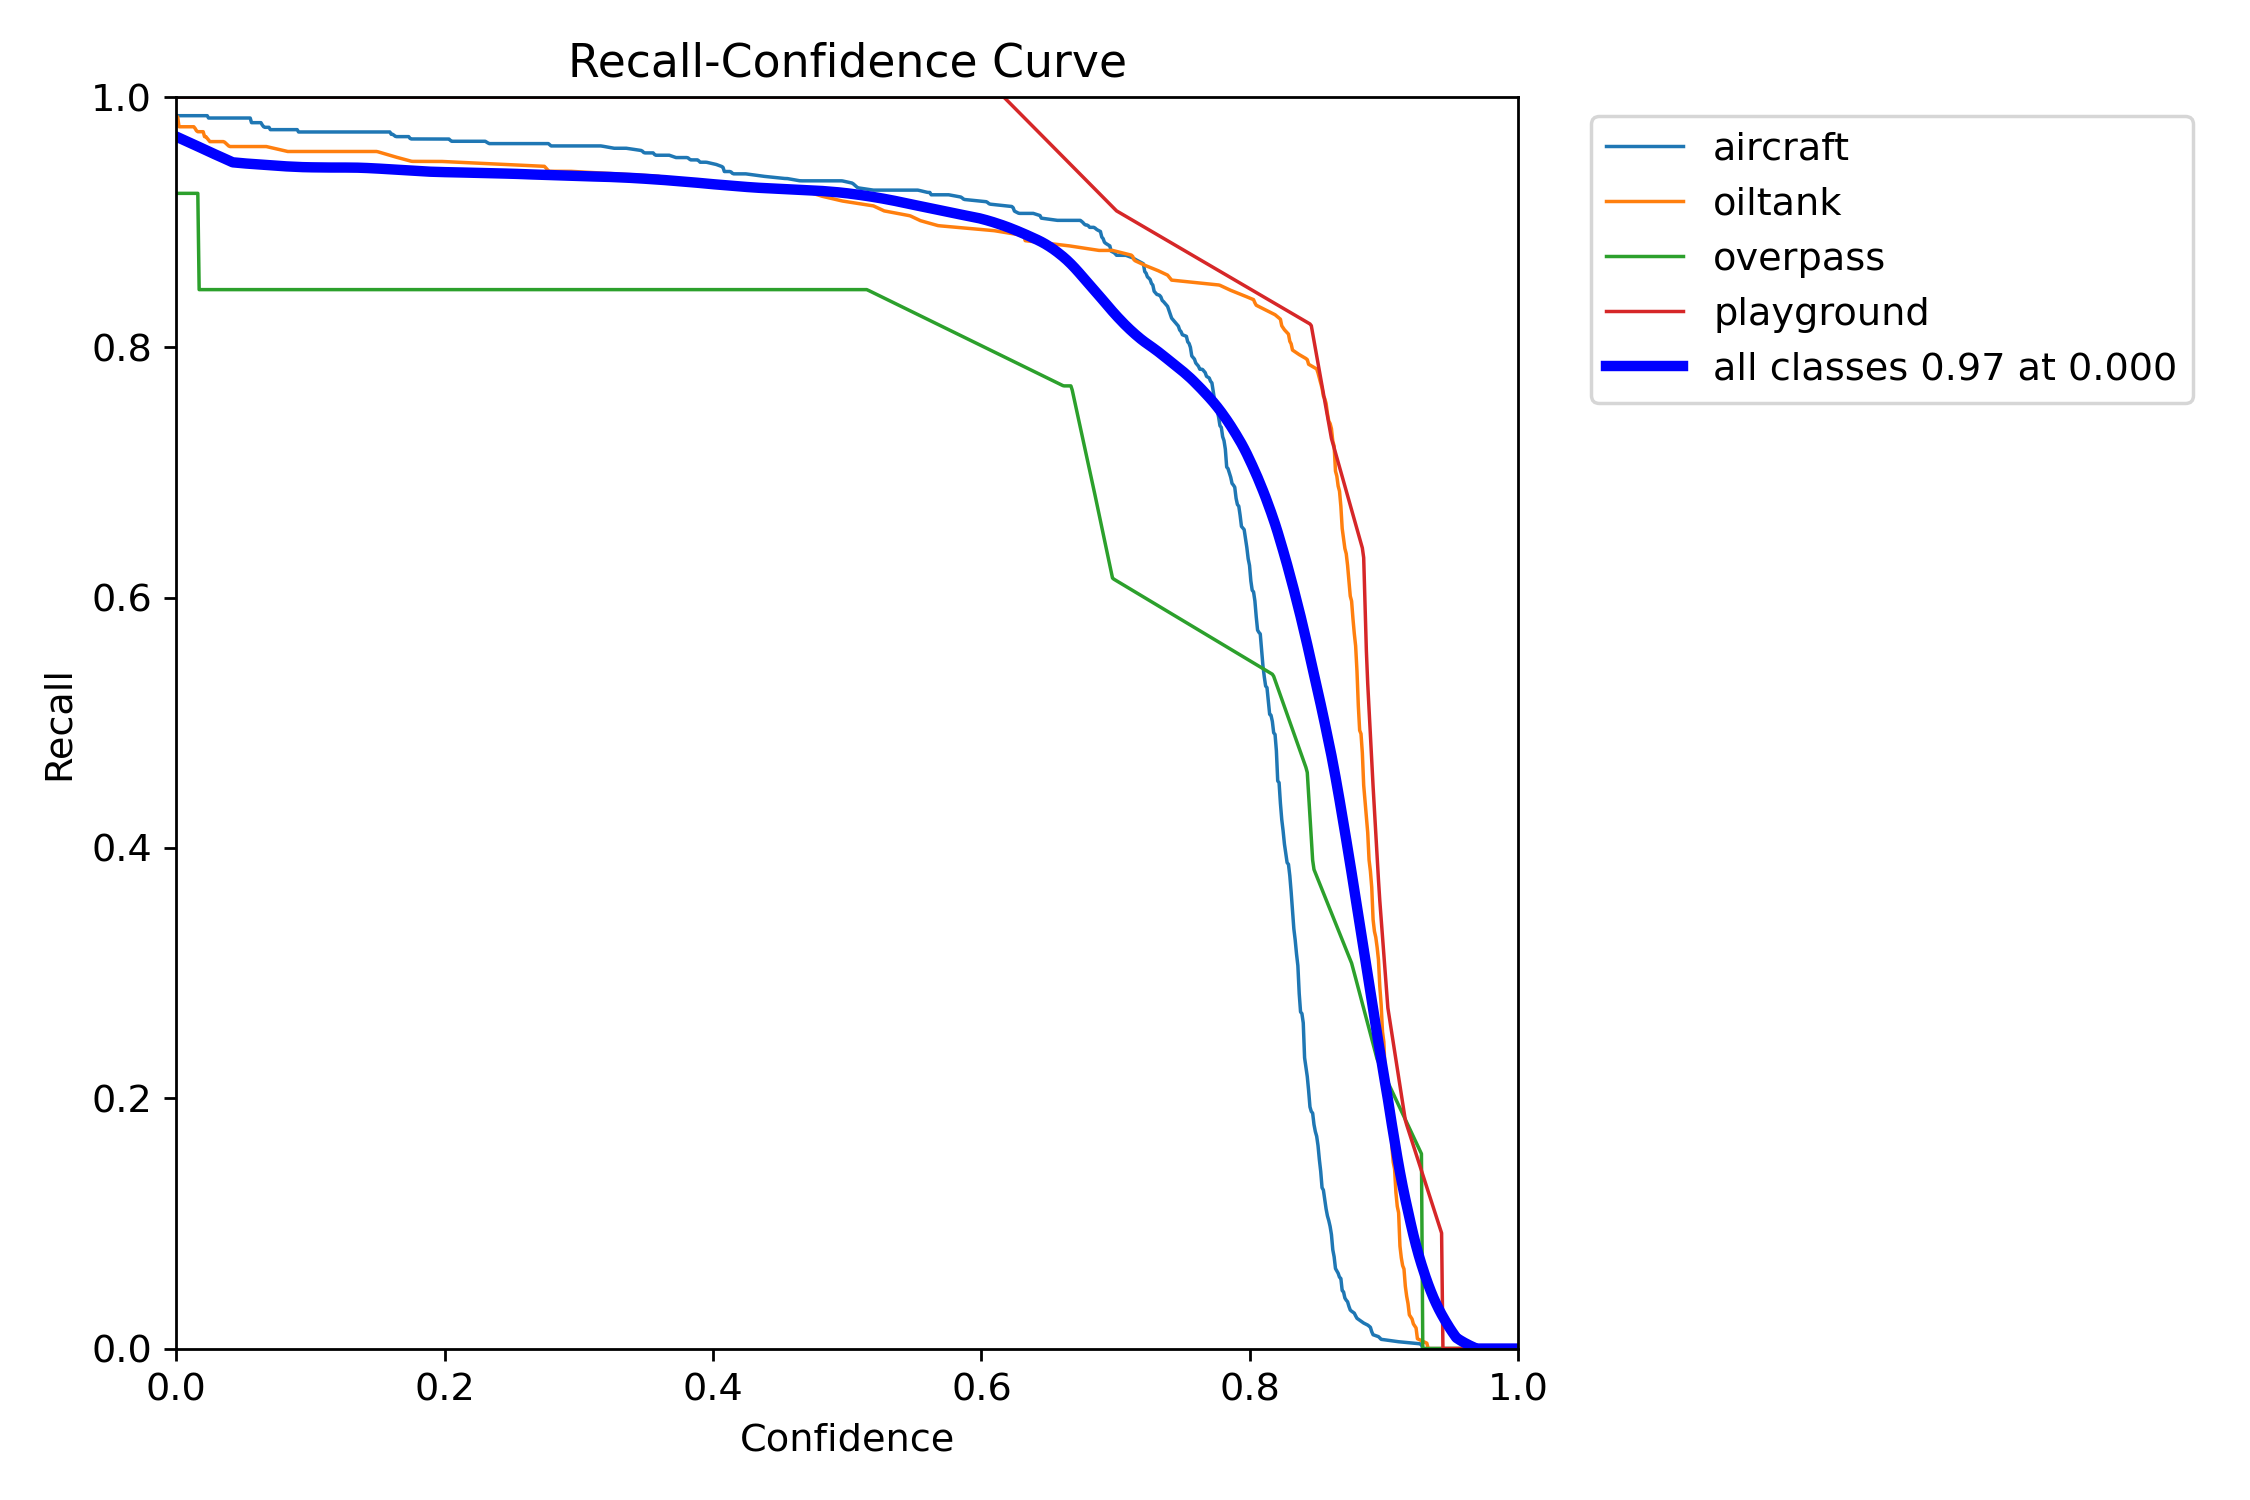 Recall-Confidence Curve
1.0
0.8
0.6
0.4
0.2
0.0
Recall
0.0 0.2 0.4 0.6 0.8 1.0
Confidence
aircraft
oiltank
overpass
playground
all classes 0.97 at 0.000